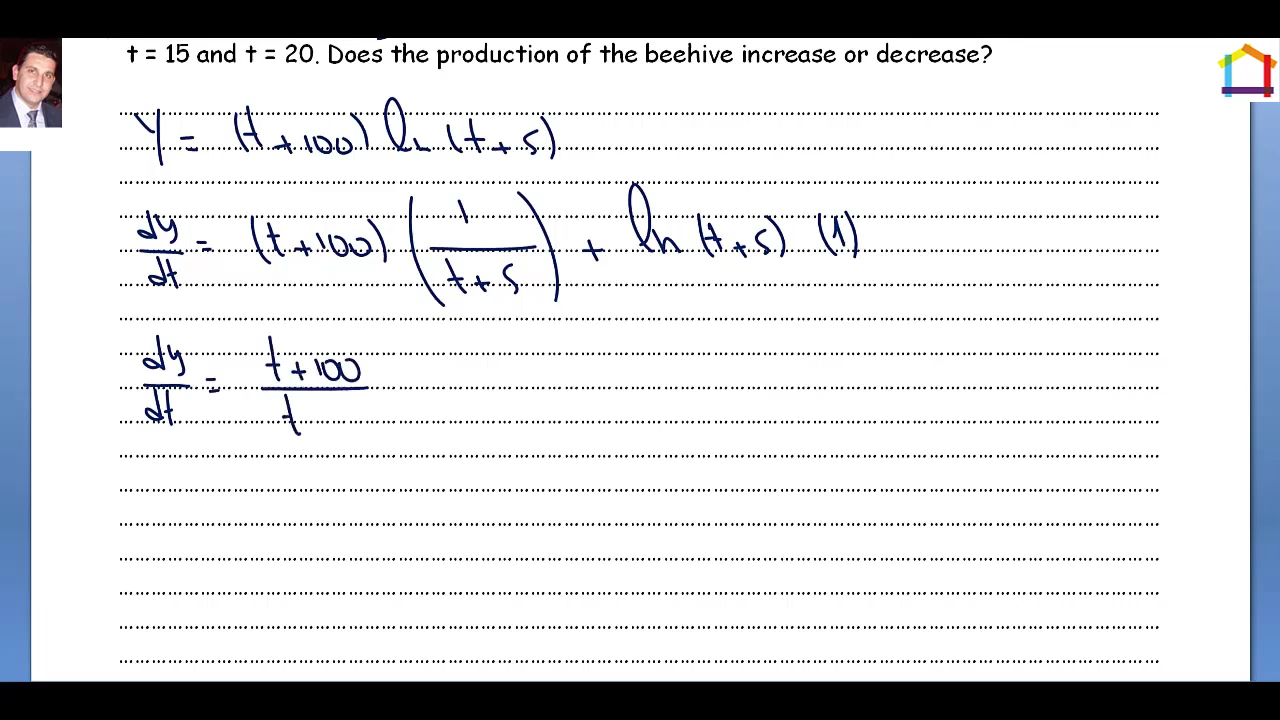 t = 15 and t = 20. Does the production of the beehive increase or decrease?
Y = (t + 100) ln (t + 5)
dy/dt = (t + 100) (1/(t + 5)) + ln (t + 5) (1)
dy/dt = (t + 100)/t